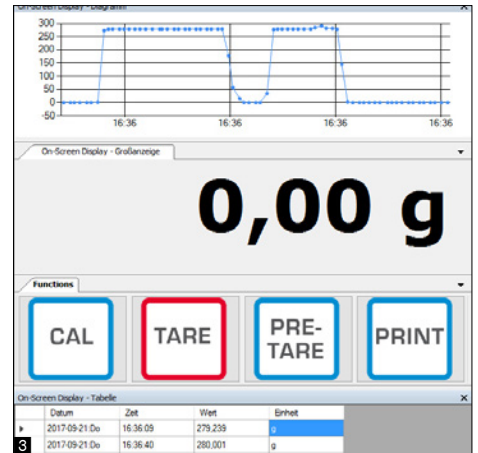 On-Screen Display - Diagramm x
300
250
200
150
100
50
0
-50
16:36 16:36 16:36 16:36
On-Screen Display - Großanzeige
0,00 g
Functions
CAL TARE PRE-TARE PRINT
On-Screen Display - Tabelle x
Datum Zeit Wert Einheit
2017-09-21:Do 16:36:09 279,239 g
3 2017-09-21:Do 16:36:40 280,001 g